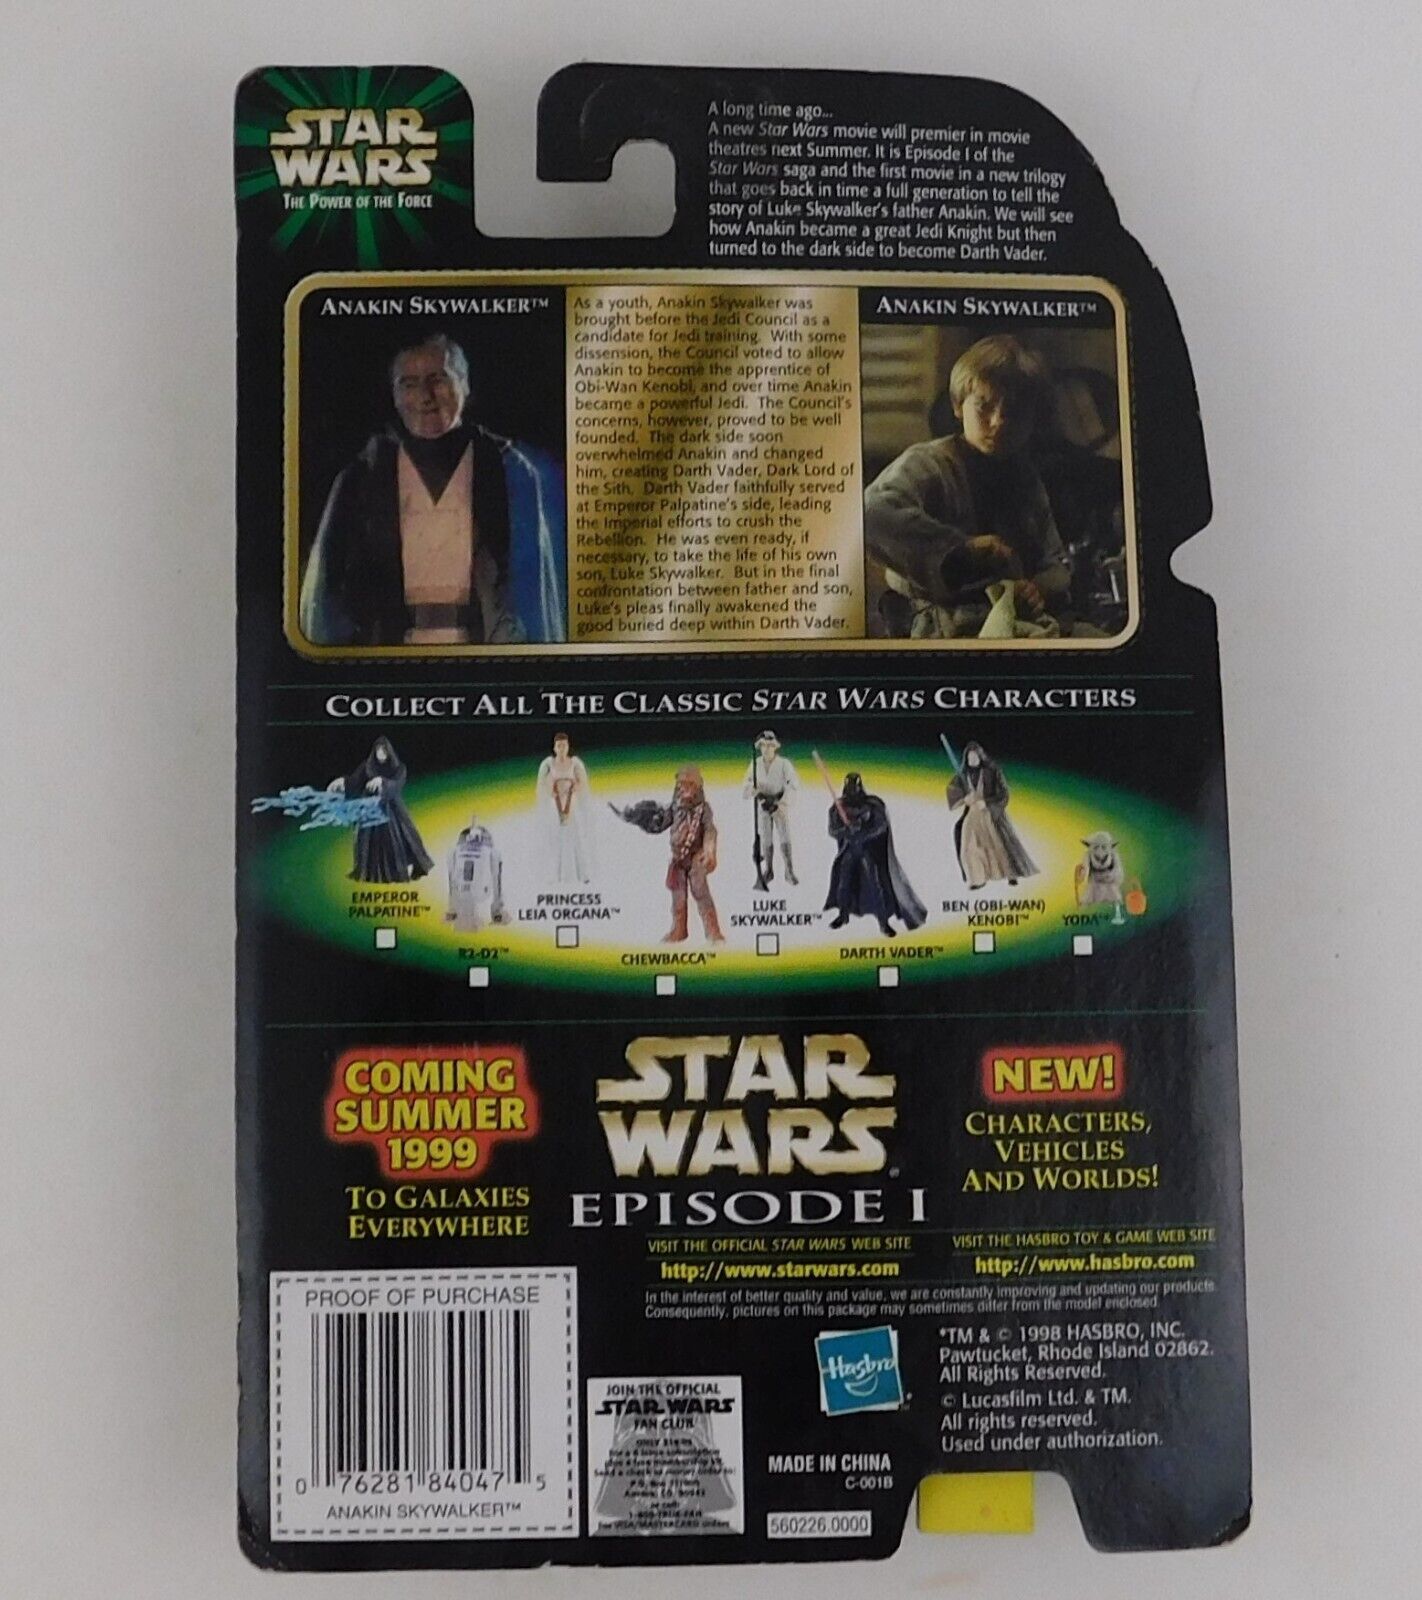 STAR
WARS
THE POWER OF THE FORCE
A long time ago...
A new Star Wars movie will premier in movie
theatres next Summer. It is Episode I of the
Star Wars saga and the first movie in a new trilogy
that goes back in time a full generation to tell the
story of Luke Skywalker's father Anakin. We will see
how Anakin became a great Jedi Knight but then
turned to the dark side to become Darth Vader.
ANAKIN SKYWALKER™
As a youth, Anakin Skywalker was
brought before the Jedi Council as a
candidate for Jedi training. With some
dissension, the Council voted to allow
Anakin to become the apprentice of
Obi-Wan Kenobi, and over time Anakin
became a powerful Jedi. The Council's
concerns, however, proved to be well
founded. The dark side soon
overwhelmed Anakin and changed
him, creating Darth Vader, Dark Lord of
the Sith. Darth Vader faithfully served
at Emperor Palpatine's side, leading
the Imperial efforts to crush the
Rebellion. He was even ready, if
necessary, to take the life of his own
son, Luke Skywalker. But in the final
confrontation between father and son,
Luke's pleas finally awakened the
good buried deep within Darth Vader.
ANAKIN SKYWALKER™
COLLECT ALL THE CLASSIC STAR WARS CHARACTERS
EMPEROR
PALPATINE™
R2-D2™
PRINCESS
LEIA ORGANA™
CHEWBACCA™
LUKE
SKYWALKER™
DARTH VADER™
BEN (OBI-WAN)
KENOBI™
YODA™
COMING
SUMMER
1999
TO GALAXIES
EVERYWHERE
STAR
WARS®
EPISODE I
NEW!
CHARACTERS,
VEHICLES
AND WORLDS!
VISIT THE OFFICIAL STAR WARS WEB SITE
http://www.starwars.com
VISIT THE HASBRO TOY & GAME WEB SITE
http://www.hasbro.com
In the interest of better quality and value, we are constantly improving and updating our products.
Consequently, pictures on this package may sometimes differ from the model enclosed.
PROOF OF PURCHASE
0 76281 84047 5
ANAKIN SKYWALKER™
JOIN THE OFFICIAL
STAR WARS
FAN CLUB
Hasbro
*TM & © 1998 HASBRO, INC.
Pawtucket, Rhode Island 02862.
All Rights Reserved.
© Lucasfilm Ltd. & TM.
All rights reserved.
Used under authorization.
MADE IN CHINA
C-001B
560226.0000